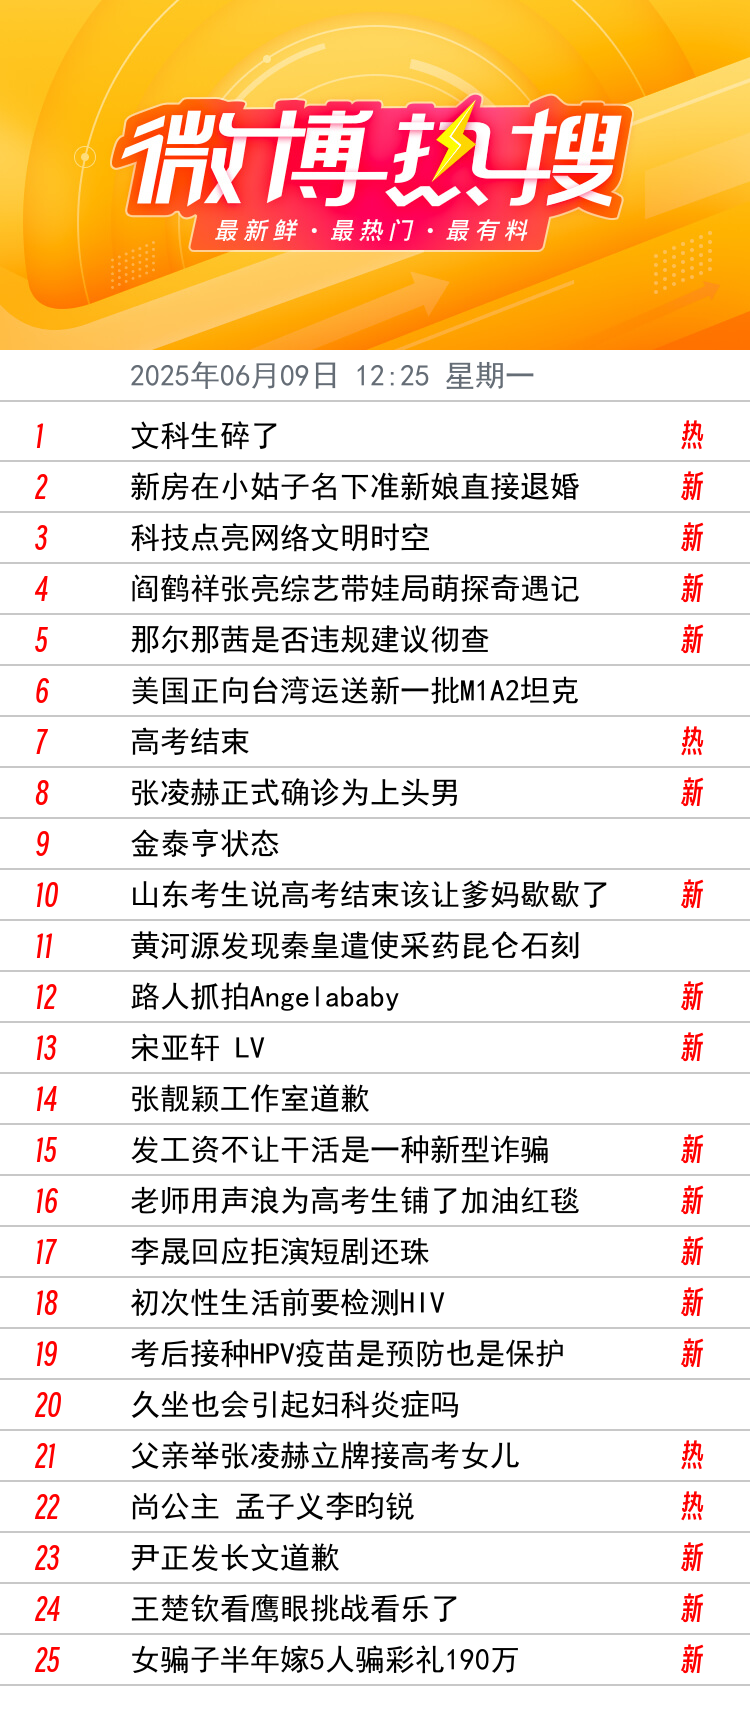 微博热搜
最新鲜·最热门·最有料
2025年06月09日 12:25 星期一
1 文科生碎了 热
2 新房在小姑子名下准新娘直接退婚 新
3 科技点亮网络文明时空 新
4 阎鹤祥张亮综艺带娃局萌探奇遇记 新
5 那尔那茜是否违规建议彻查 新
6 美国正向台湾运送新一批M1A2坦克
7 高考结束 热
8 张凌赫正式确诊为上头男 新
9 金泰亨状态
10 山东考生说高考结束该让爹妈歇歇了 新
11 黄河源发现秦皇遣使采药昆仑石刻
12 路人抓拍Angelababy 新
13 宋亚轩 LV 新
14 张靓颖工作室道歉
15 发工资不让干活是一种新型诈骗 新
16 老师用声浪为高考生铺了加油红毯 新
17 李晟回应拒演短剧还珠 新
18 初次性生活前要检测HIV 新
19 考后接种HPV疫苗是预防也是保护 新
20 久坐也会引起妇科炎症吗
21 父亲举张凌赫立牌接高考女儿 热
22 尚公主 孟子义李昀锐 热
23 尹正发长文道歉 新
24 王楚钦看鹰眼挑战看乐了 新
25 女骗子半年嫁5人骗彩礼190万 新